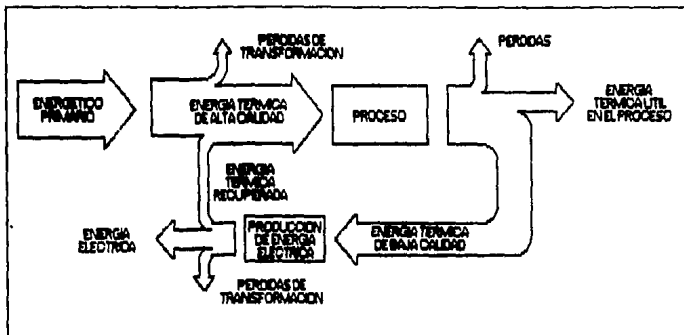 PERDIDAS DE
TRANSFORMACION
PERDIDAS
ENERGETICO
PRIMARIO
ENERGIA TERMICA
DE ALTA CALIDAD
PROCESO
ENERGIA
TERMICA UTIL
EN EL PROCESO
ENERGIA
TERMICA
RECUPERADA
ENERGIA
ELECTRICA
PRODUCCION
DE ENERGIA
ELECTRICA
ENERGIA TERMICA
DE BAJA CALIDAD
PERDIDAS DE
TRANSFORMACION